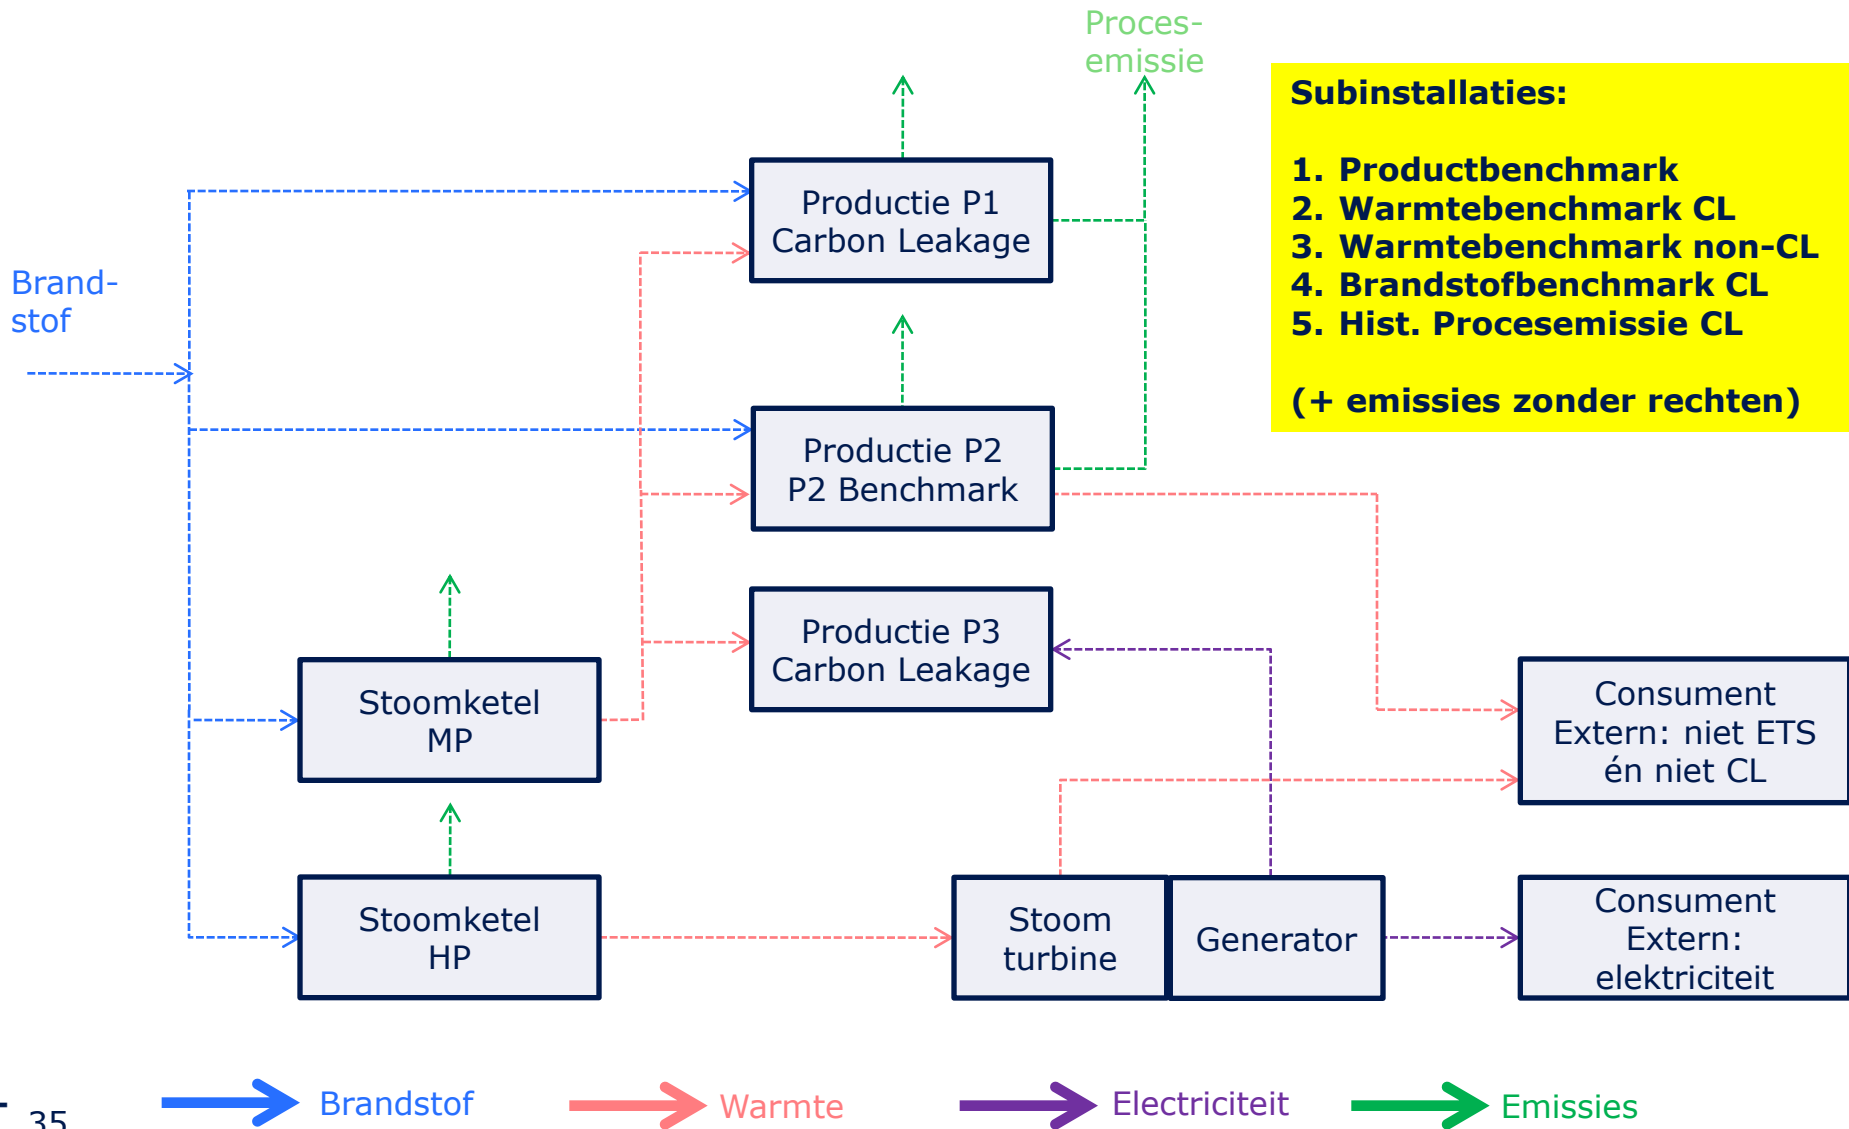 Proces-
emissie
Subinstallaties:
1. Productbenchmark
2. Warmtebenchmark CL
3. Warmtebenchmark non-CL
4. Brandstofbenchmark CL
5. Hist. Procesemissie CL
(+ emissies zonder rechten)
Productie P1
Carbon Leakage
Brand-
stof
Productie P2
P2 Benchmark
Productie P3
Carbon Leakage
Stoomketel
MP
Consument
Extern: niet ETS
én niet CL
Stoomketel
HP
Stoom
turbine
Generator
Consument
Extern:
elektriciteit
35
Brandstof
Warmte
Electriciteit
Emissies